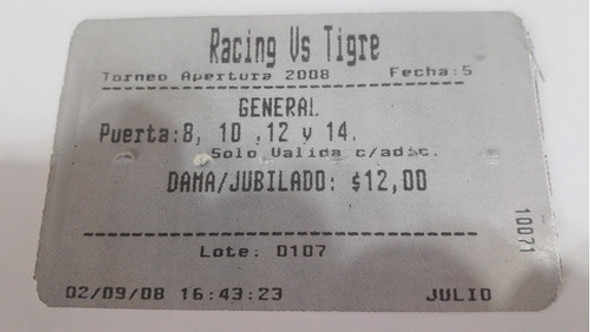 Racing Vs Tigre
Torneo Apertura 2008 Fecha:5
GENERAL
Puerta:8, 10 ,12 y 14.
Solo Valida c/adic.
DAMA/JUBILADO: $12,00
10071
Lote: 0107
02/09/08 16:43:23 JULIO